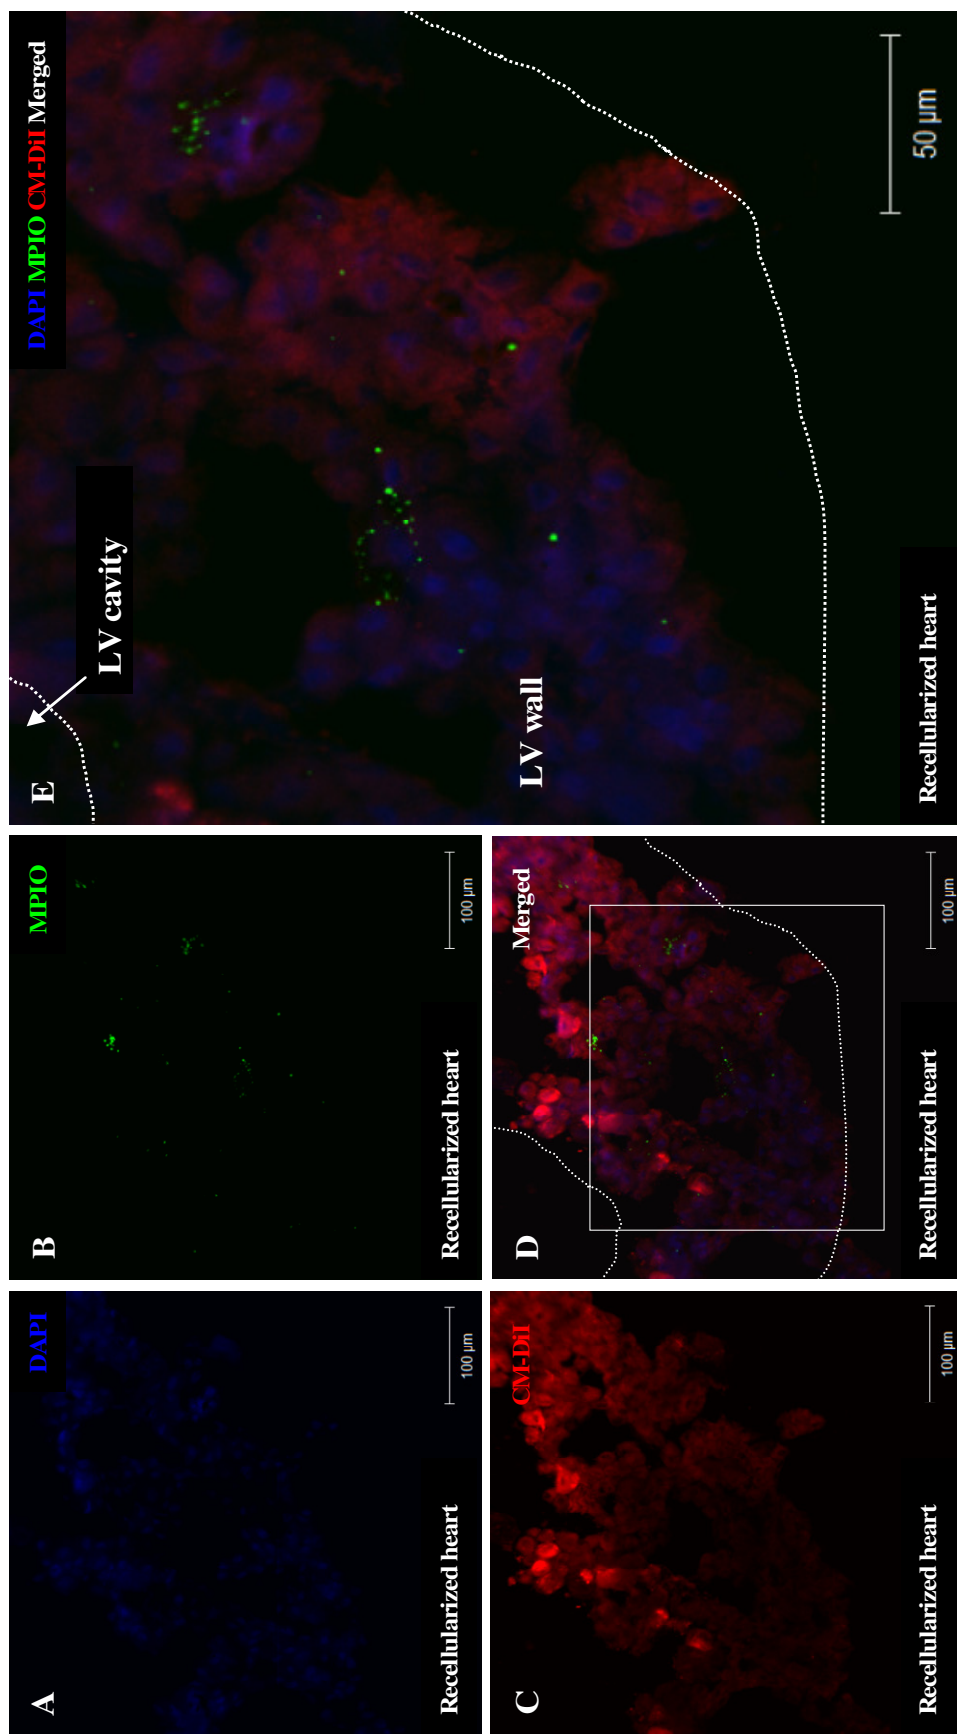 A
DAPI
Recellularized heart
100 µm
B
MPIO
Recellularized heart
100 µm
C
CM-DiI
Recellularized heart
100 µm
D
Merged
Recellularized heart
100 µm
E
DAPI MPIO CM-DiI Merged
LV cavity
LV wall
Recellularized heart
50 µm